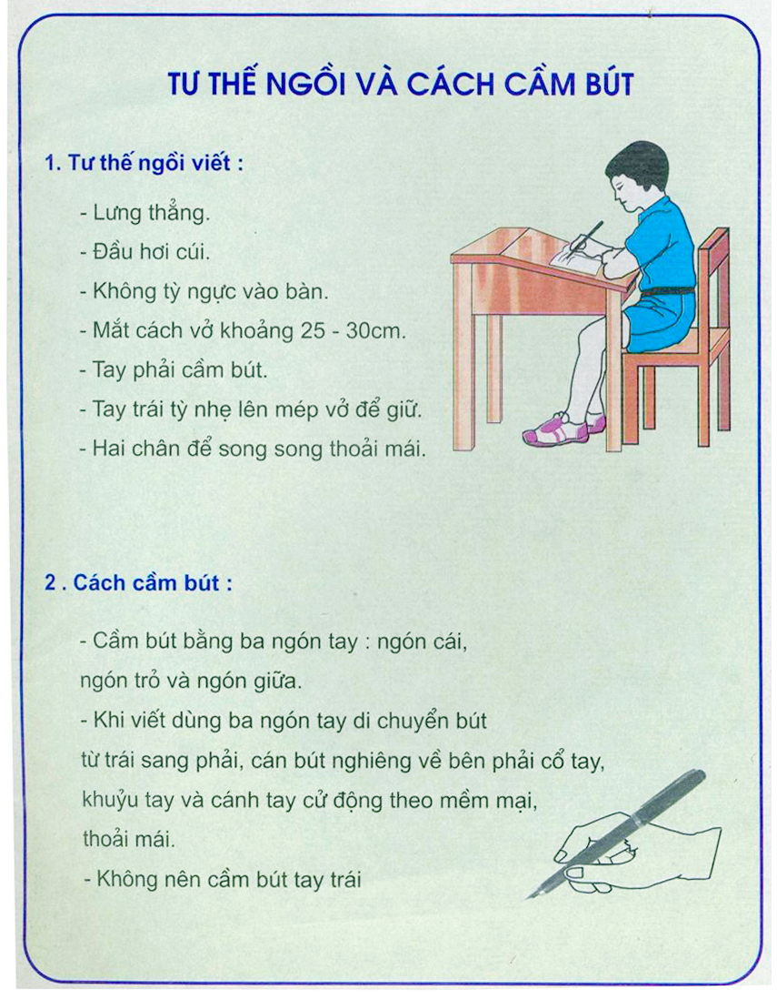 TƯ THẾ NGỒI VÀ CÁCH CẦM BÚT
1. Tư thế ngồi viết :
- Lưng thẳng.
- Đầu hơi cúi.
- Không tỳ ngực vào bàn.
- Mắt cách vở khoảng 25 - 30cm.
- Tay phải cầm bút.
- Tay trái tỳ nhẹ lên mép vở để giữ.
- Hai chân để song song thoải mái.
2 . Cách cầm bút :
- Cầm bút bằng ba ngón tay : ngón cái,
ngón trỏ và ngón giữa.
- Khi viết dùng ba ngón tay di chuyển bút
từ trái sang phải, cán bút nghiêng về bên phải cổ tay,
khuỷu tay và cánh tay cử động theo mềm mại,
thoải mái.
- Không nên cầm bút tay trái